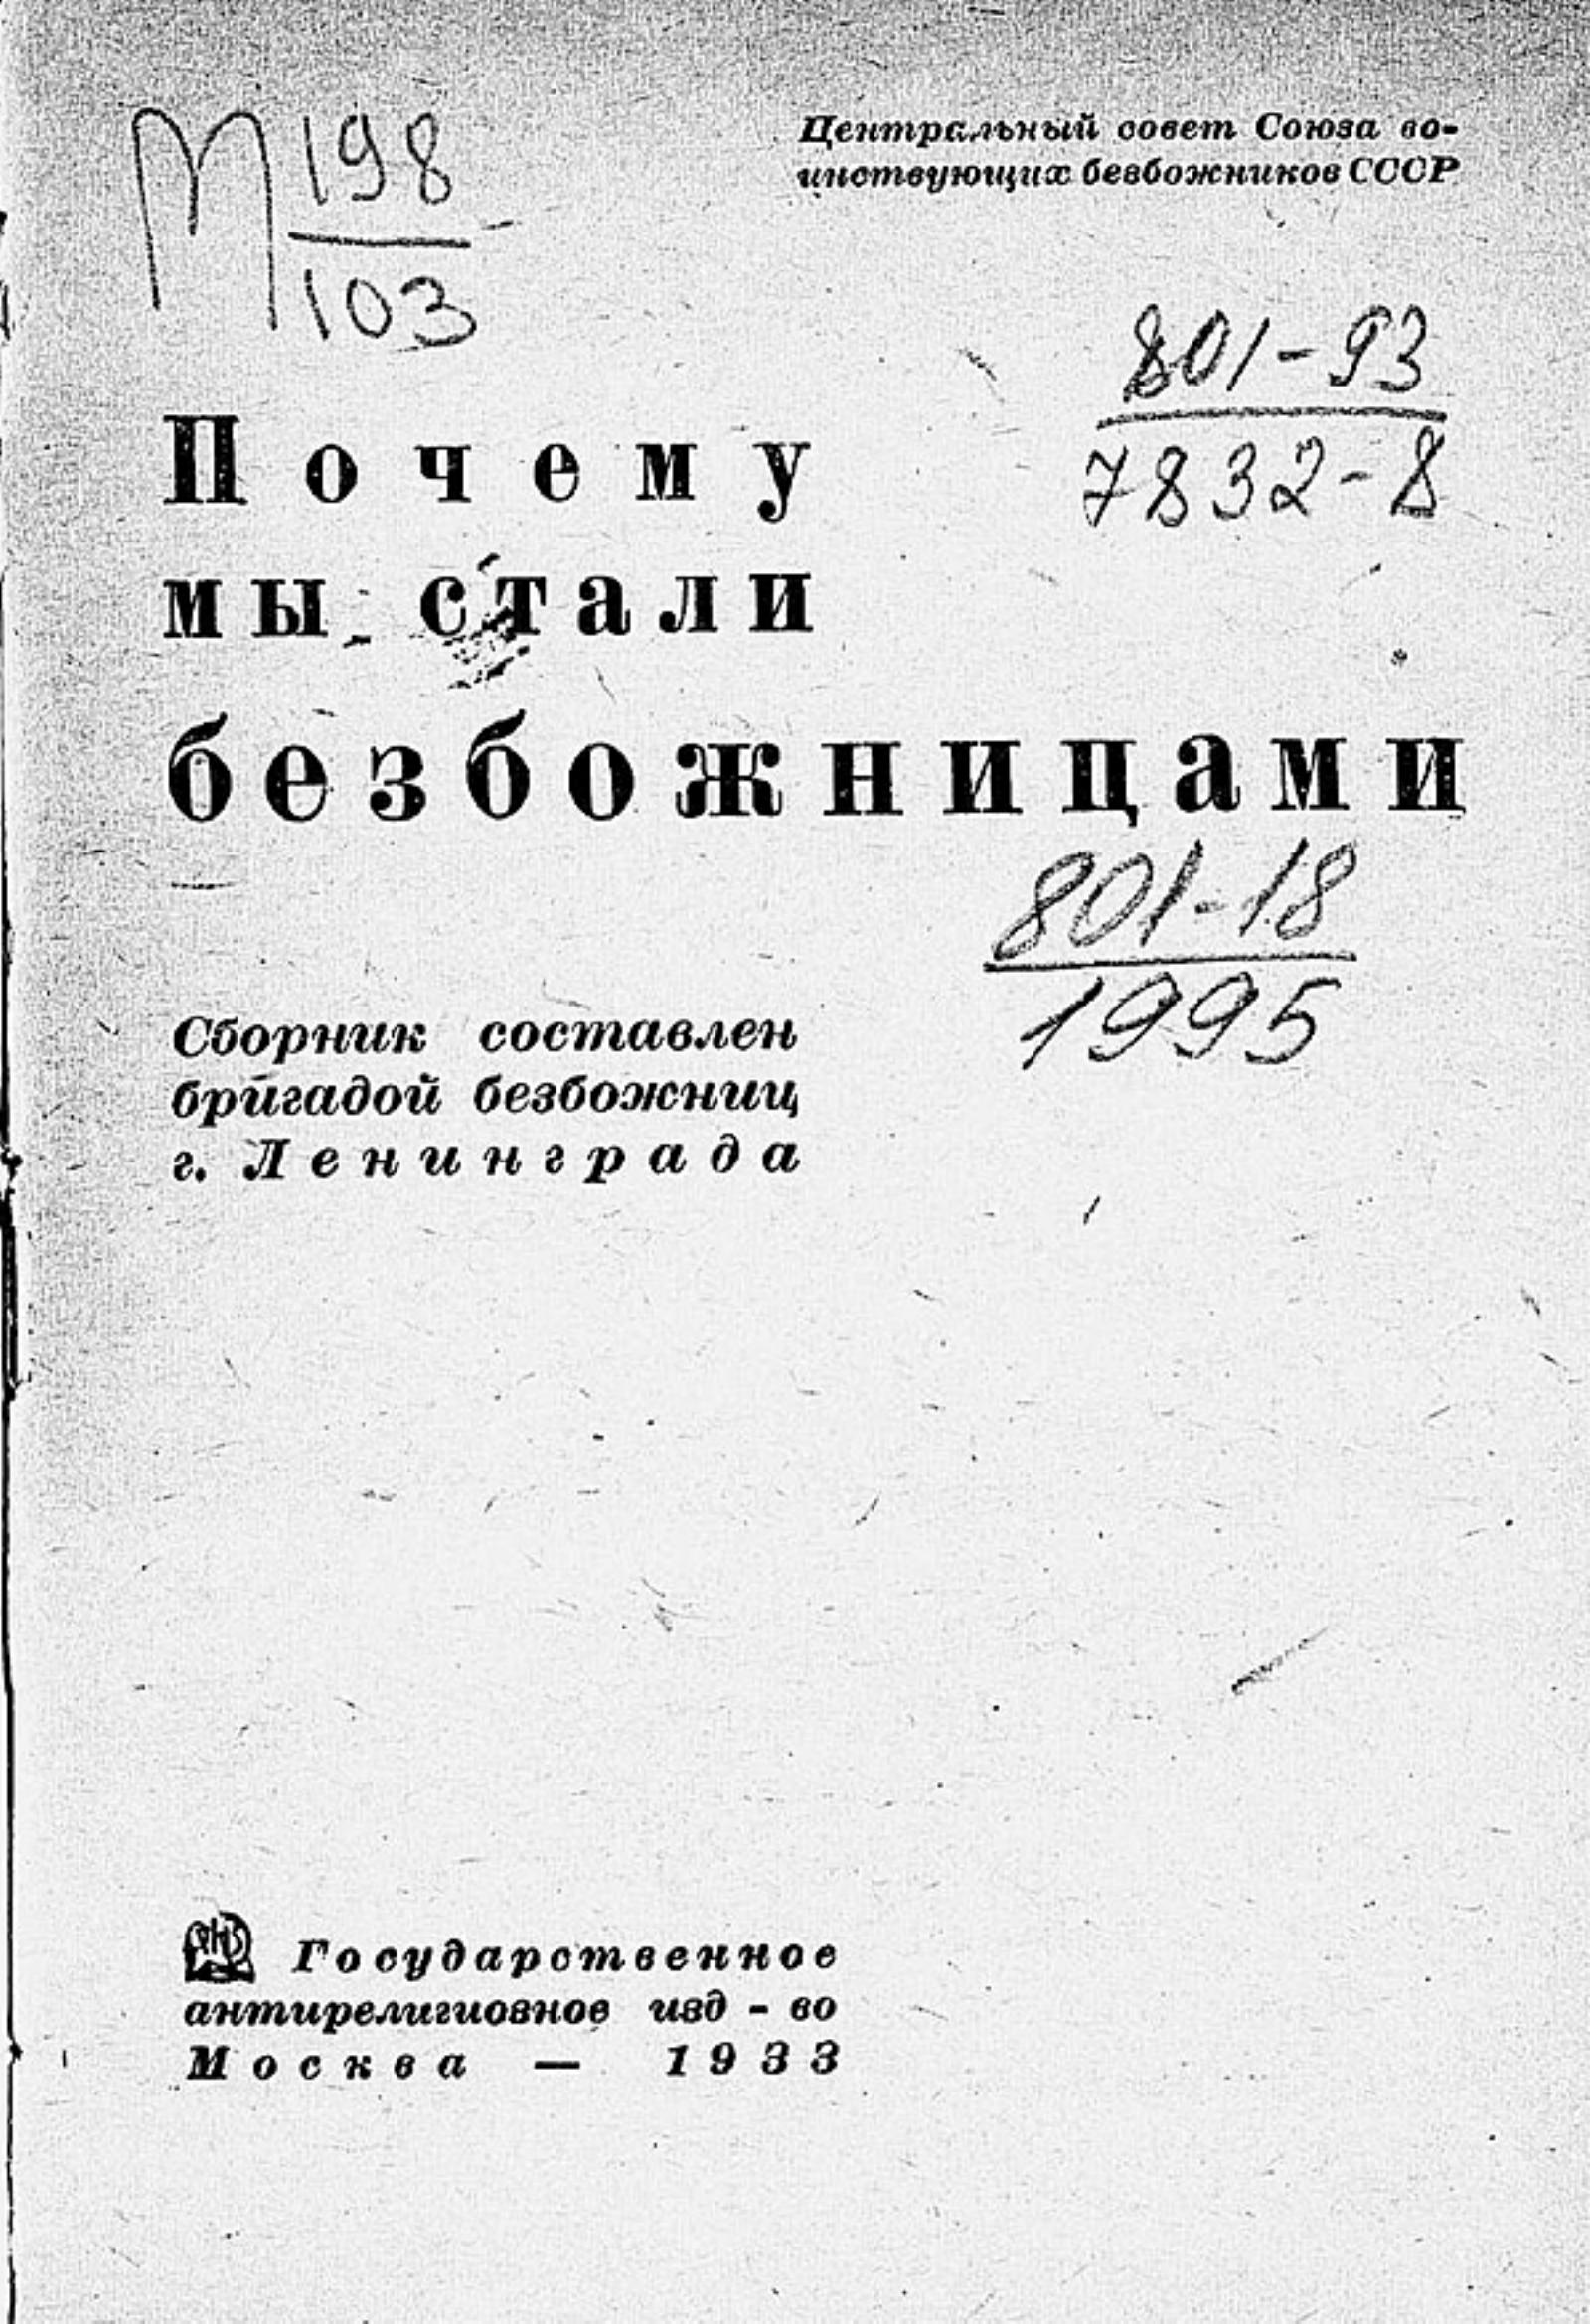 М 198
103
Центральный совет Союза во-
инствующих безбожников СССР
801-93
7832-8
Почему
мы стали
безбожницами
801-18
1995
Сборник составлен
бригадой безбожниц
г. Ленинграда
Государственное
антирелигиозное изд-во
Москва — 1933